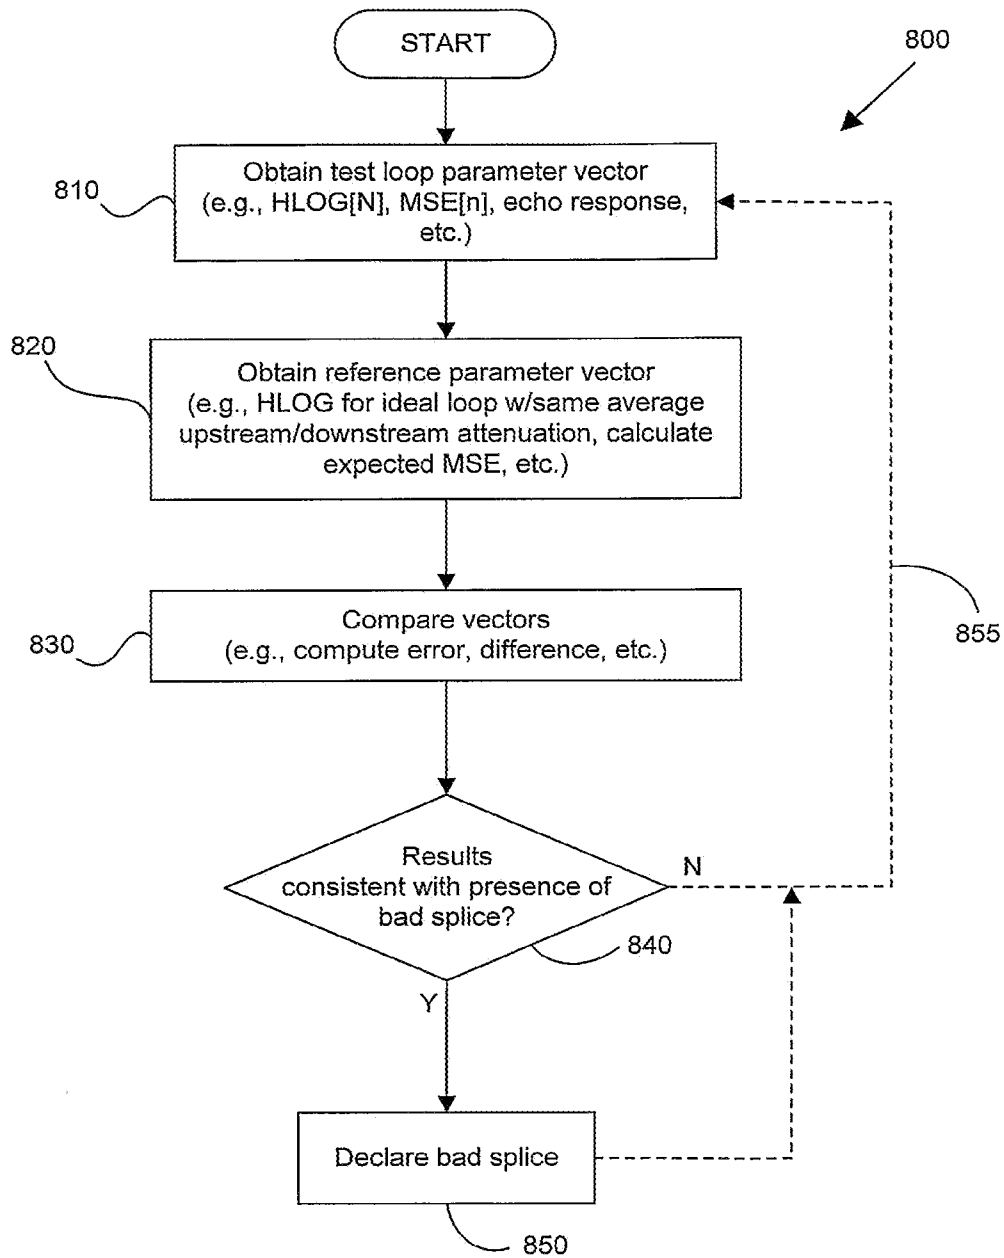 START
800
810
Obtain test loop parameter vector
(e.g., HLOG[N], MSE[n], echo response,
etc.)
820
Obtain reference parameter vector
(e.g., HLOG for ideal loop w/same average
upstream/downstream attenuation, calculate
expected MSE, etc.)
830
Compare vectors
(e.g., compute error, difference, etc.)
855
Results
consistent with presence of
bad splice?
N
840
Y
Declare bad splice
850